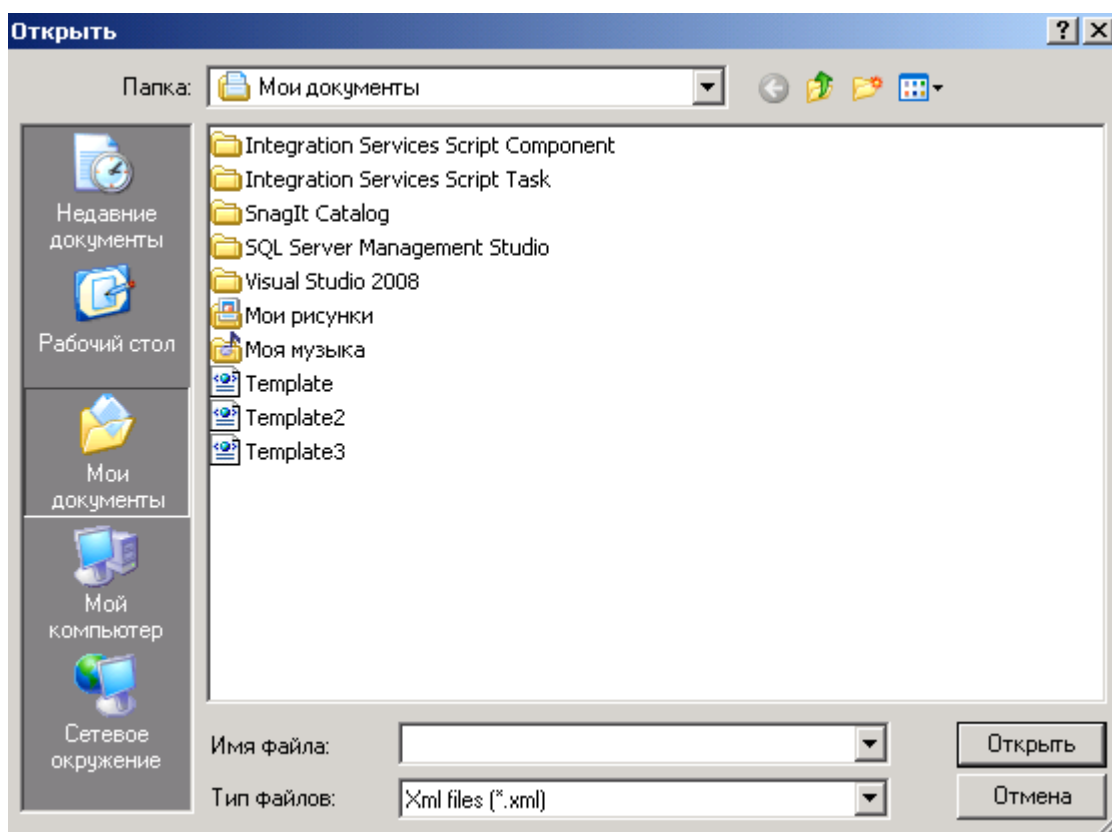 Открыть
Папка:
Мои документы
Недавние
документы
Рабочий стол
Мои
документы
Мой
компьютер
Сетевое
окружение
Integration Services Script Component
Integration Services Script Task
SnagIt Catalog
SQL Server Management Studio
Visual Studio 2008
Мои рисунки
Моя музыка
Template
Template2
Template3
Имя файла:
Открыть
Тип файлов:
Xml files (*.xml)
Отмена